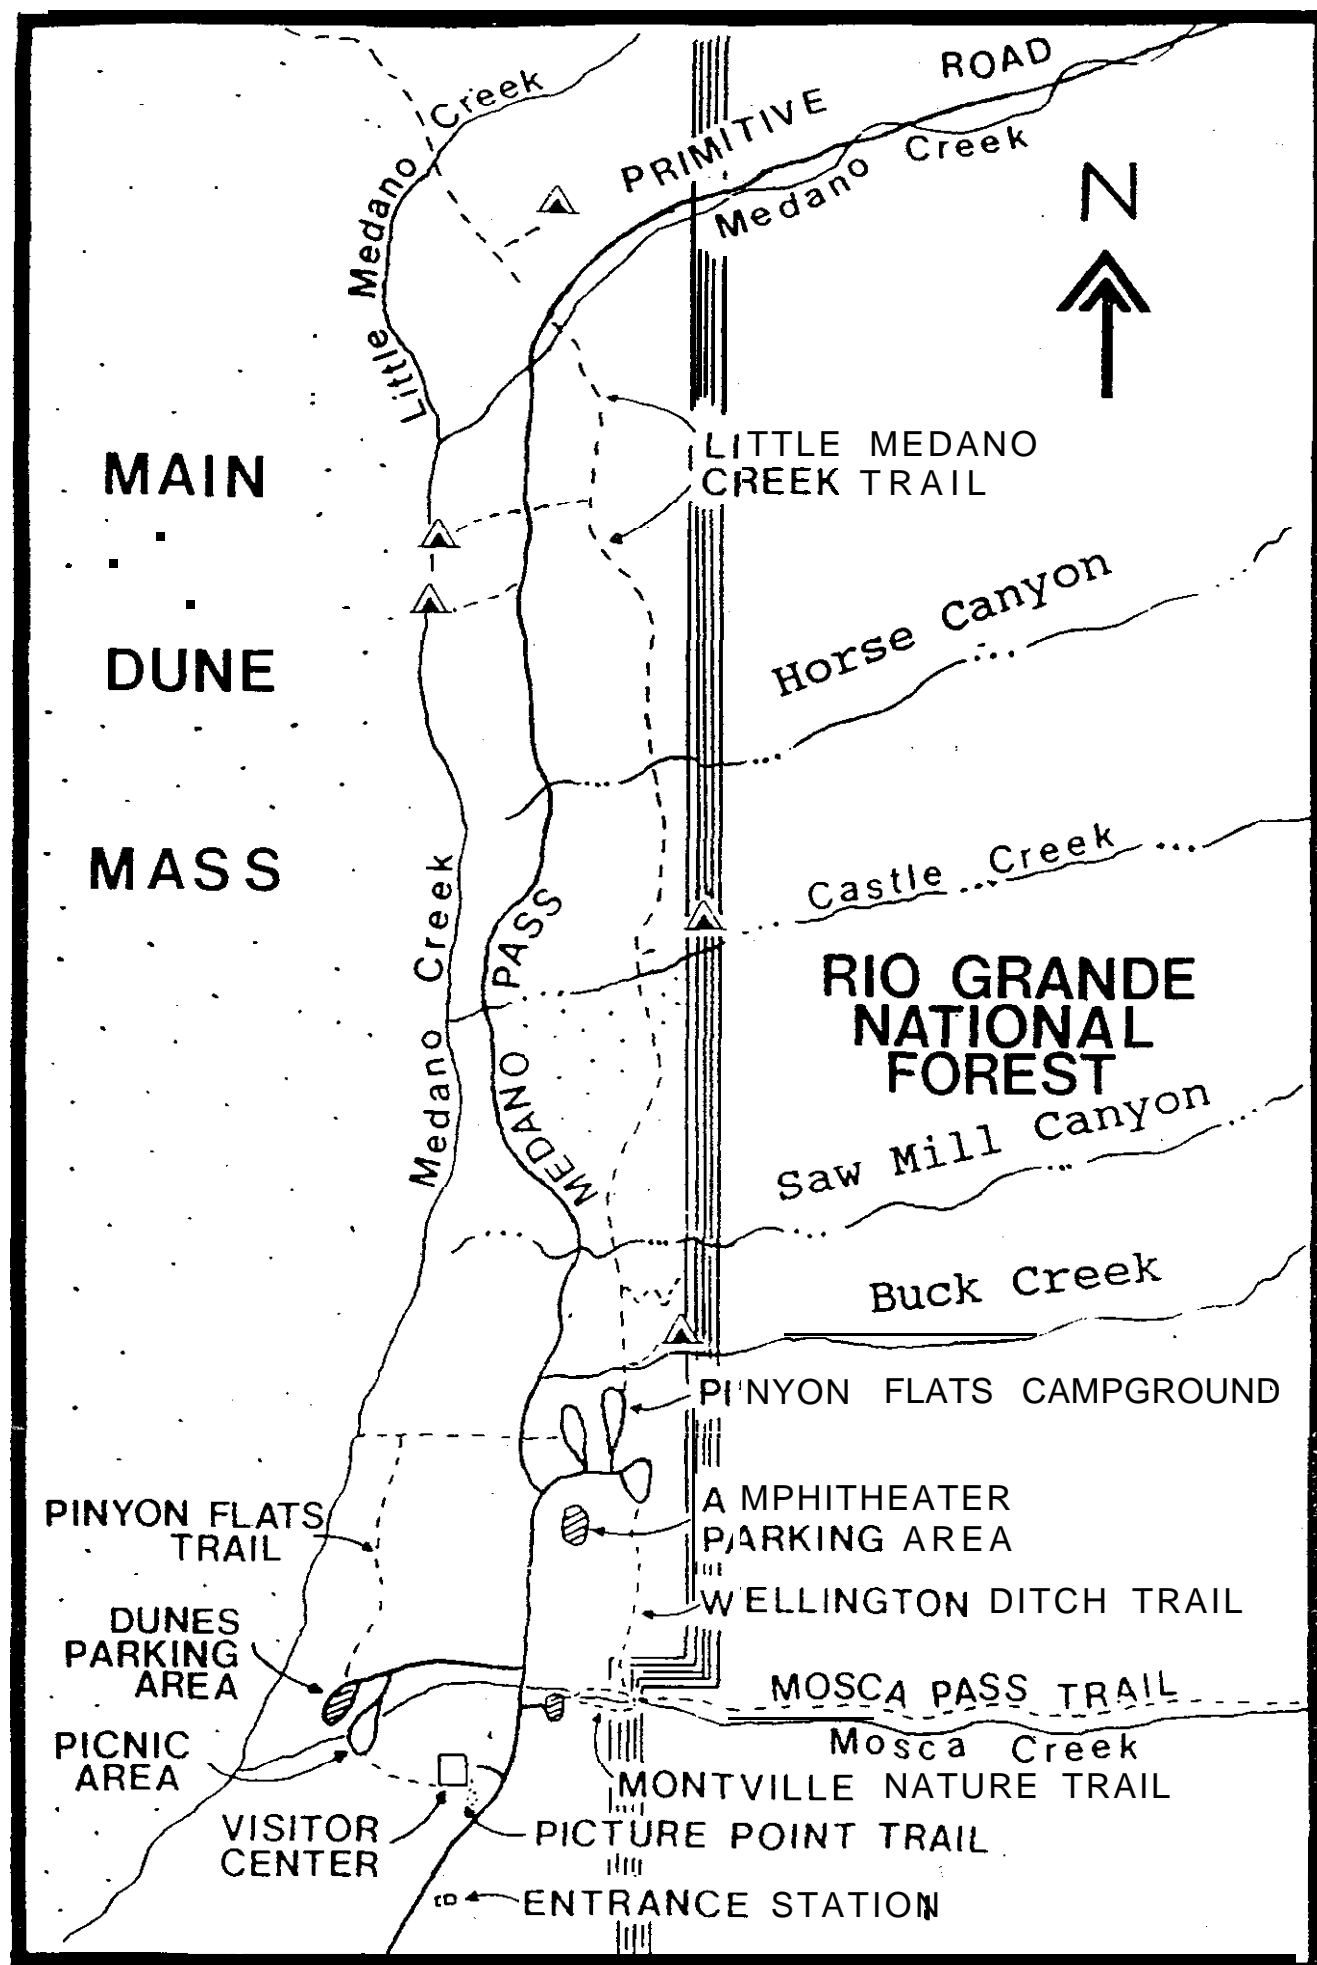 Little Medano Creek
PRIMITIVE ROAD
Medano Creek
N
LITTLE MEDANO
CREEK TRAIL
MAIN
DUNE
MASS
Horse Canyon
Castle Creek
Medano Creek
MEDANO PASS
RIO GRANDE
NATIONAL
FOREST
Saw Mill Canyon
Buck Creek
PINYON FLATS CAMPGROUND
AMPHITHEATER
PARKING AREA
PINYON FLATS
TRAIL
WELLINGTON DITCH TRAIL
DUNES
PARKING
AREA
MOSCA PASS TRAIL
Mosca Creek
PICNIC
AREA
MONTVILLE NATURE TRAIL
VISITOR
CENTER
PICTURE POINT TRAIL
ENTRANCE STATION